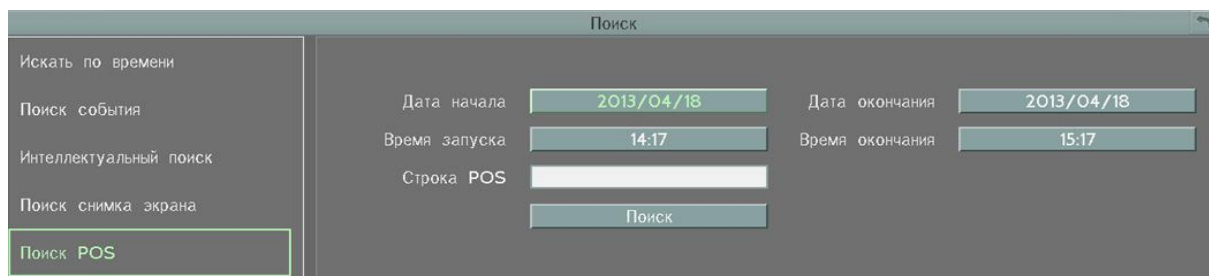 Поиск
Искать по времени
Поиск события
Интеллектуальный поиск
Поиск снимка экрана
Поиск POS
Дата начала 2013/04/18 Дата окончания 2013/04/18
Время запуска 14:17 Время окончания 15:17
Строка POS
Поиск